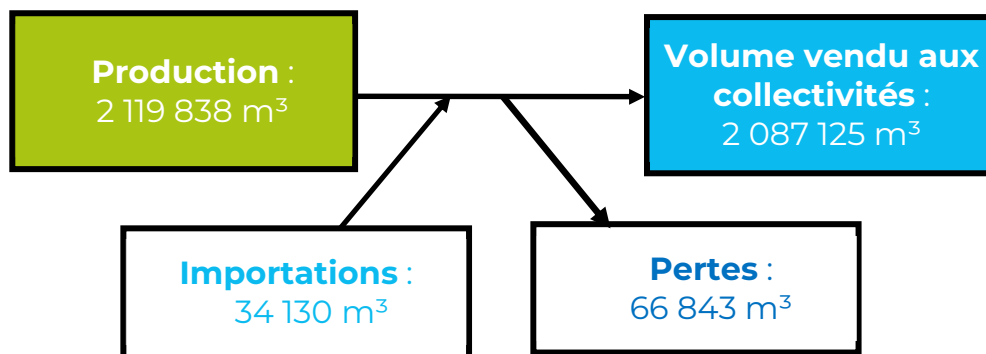 Production :
2 119 838 m³
Volume vendu aux
collectivités :
2 087 125 m³
Importations :
34 130 m³
Pertes :
66 843 m³